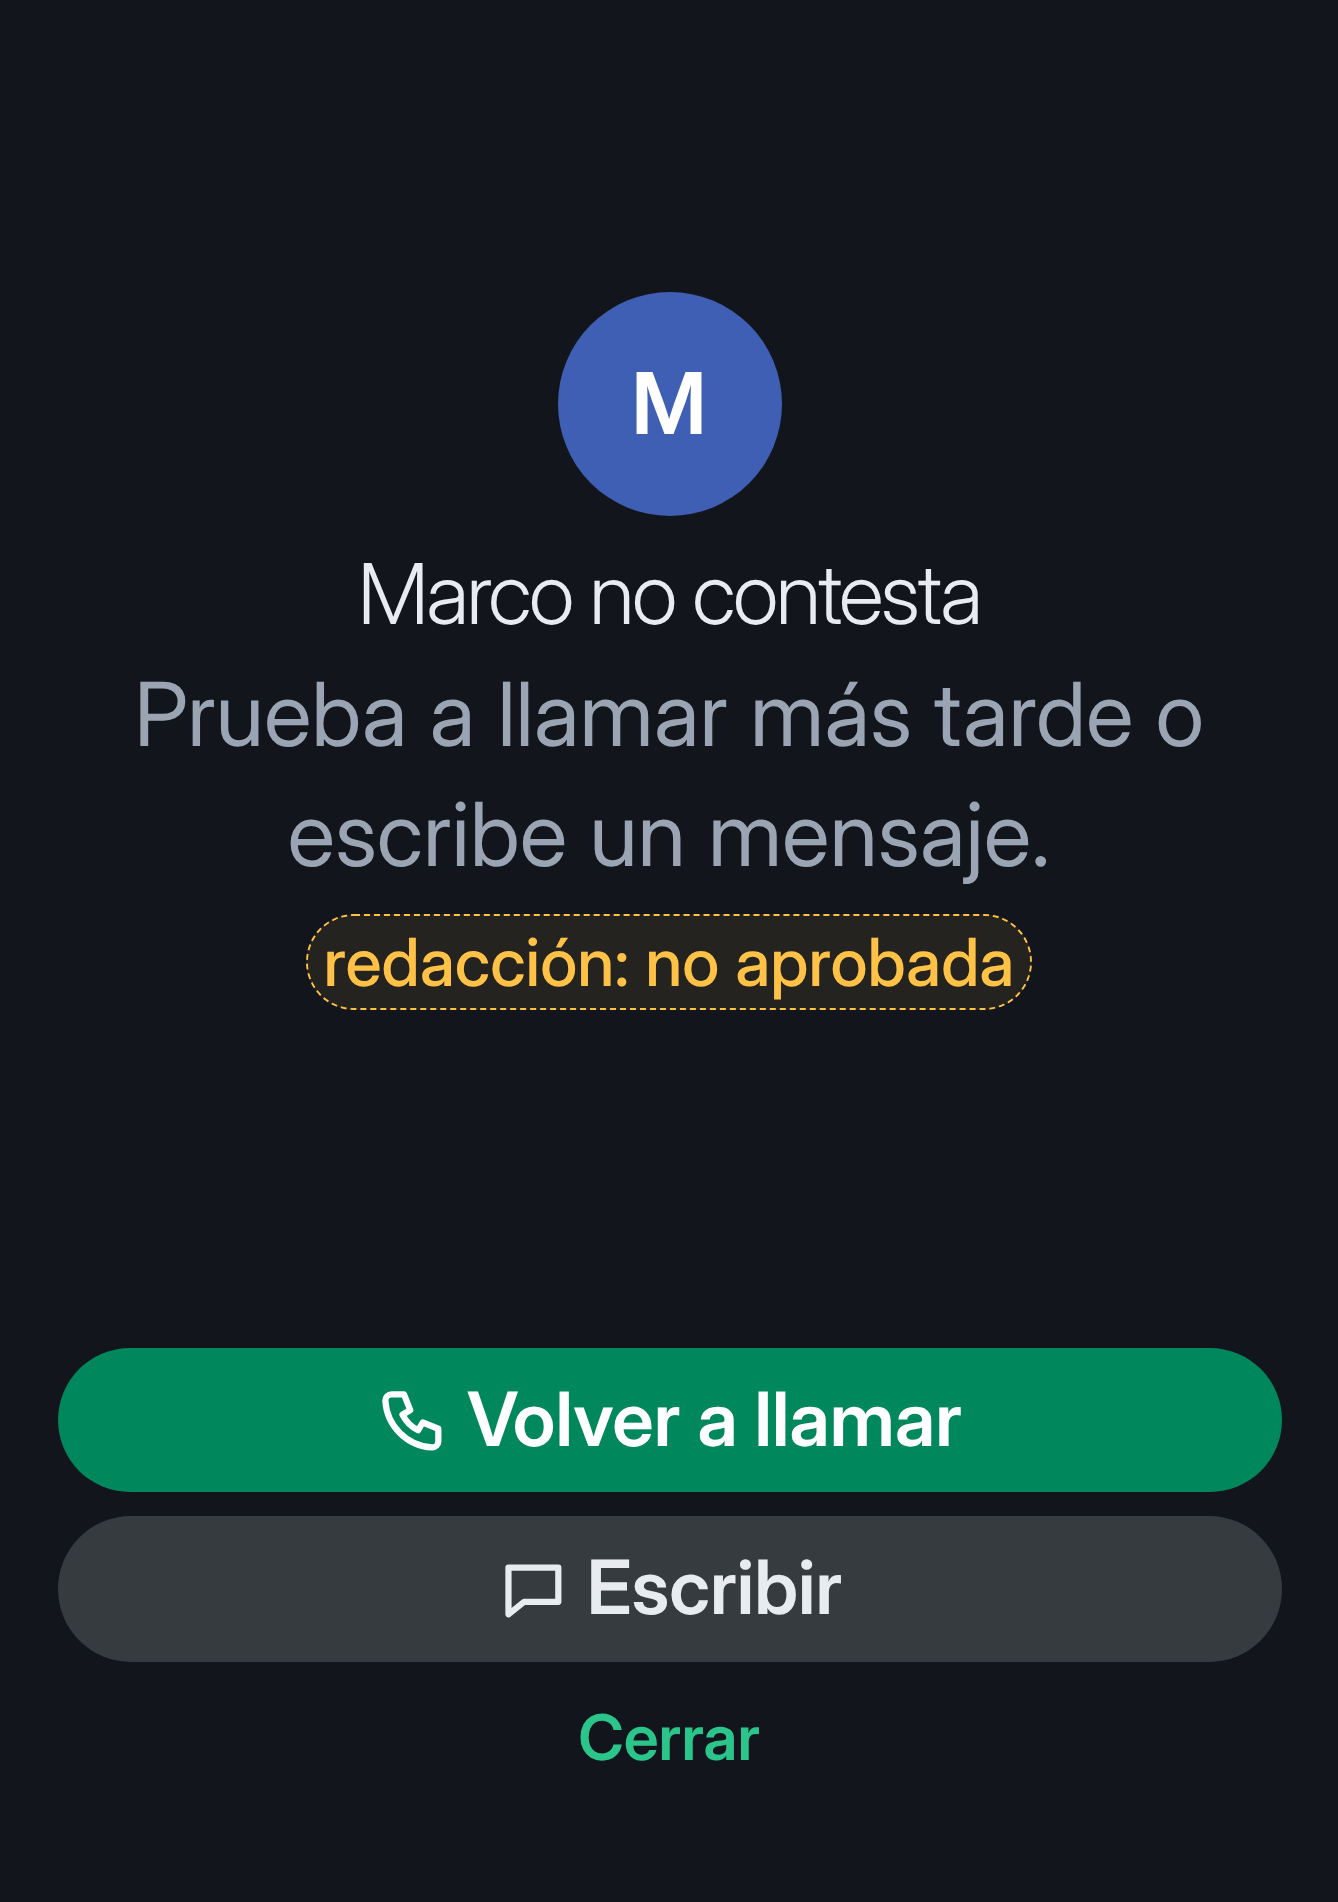 M
Marco no contesta
Prueba a llamar más tarde o
escribe un mensaje.
redacción: no aprobada
Volver a llamar
Escribir
Cerrar